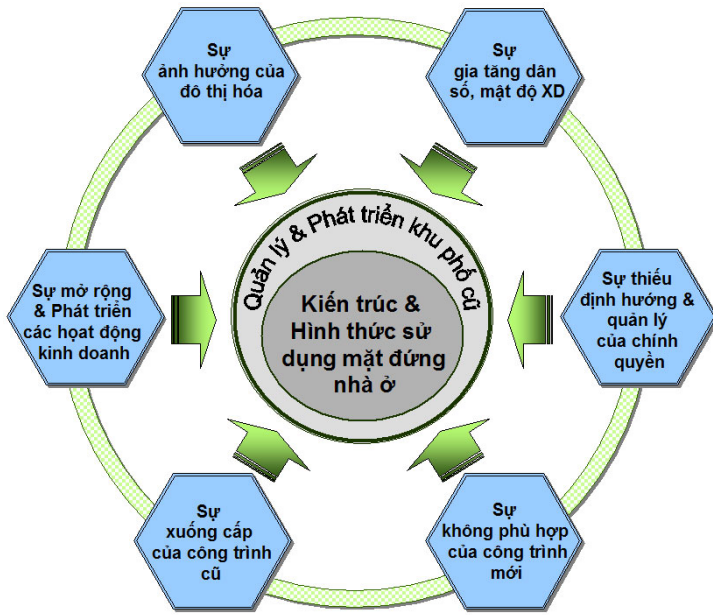 Sự
ảnh hưởng của
đô thị hóa
Sự
gia tăng dân
số, mật độ XD
Quản lý & Phát triển khu phố cũ
Kiến trúc &
Hình thức sử
dụng mặt đứng
nhà ở
Sự mở rộng
& Phát triển
các hoạt động
kinh doanh
Sự thiếu
định hướng &
quản lý
của chính
quyền
Sự
xuống cấp
của công trình
cũ
Sự
không phù hợp
của công trình
mới